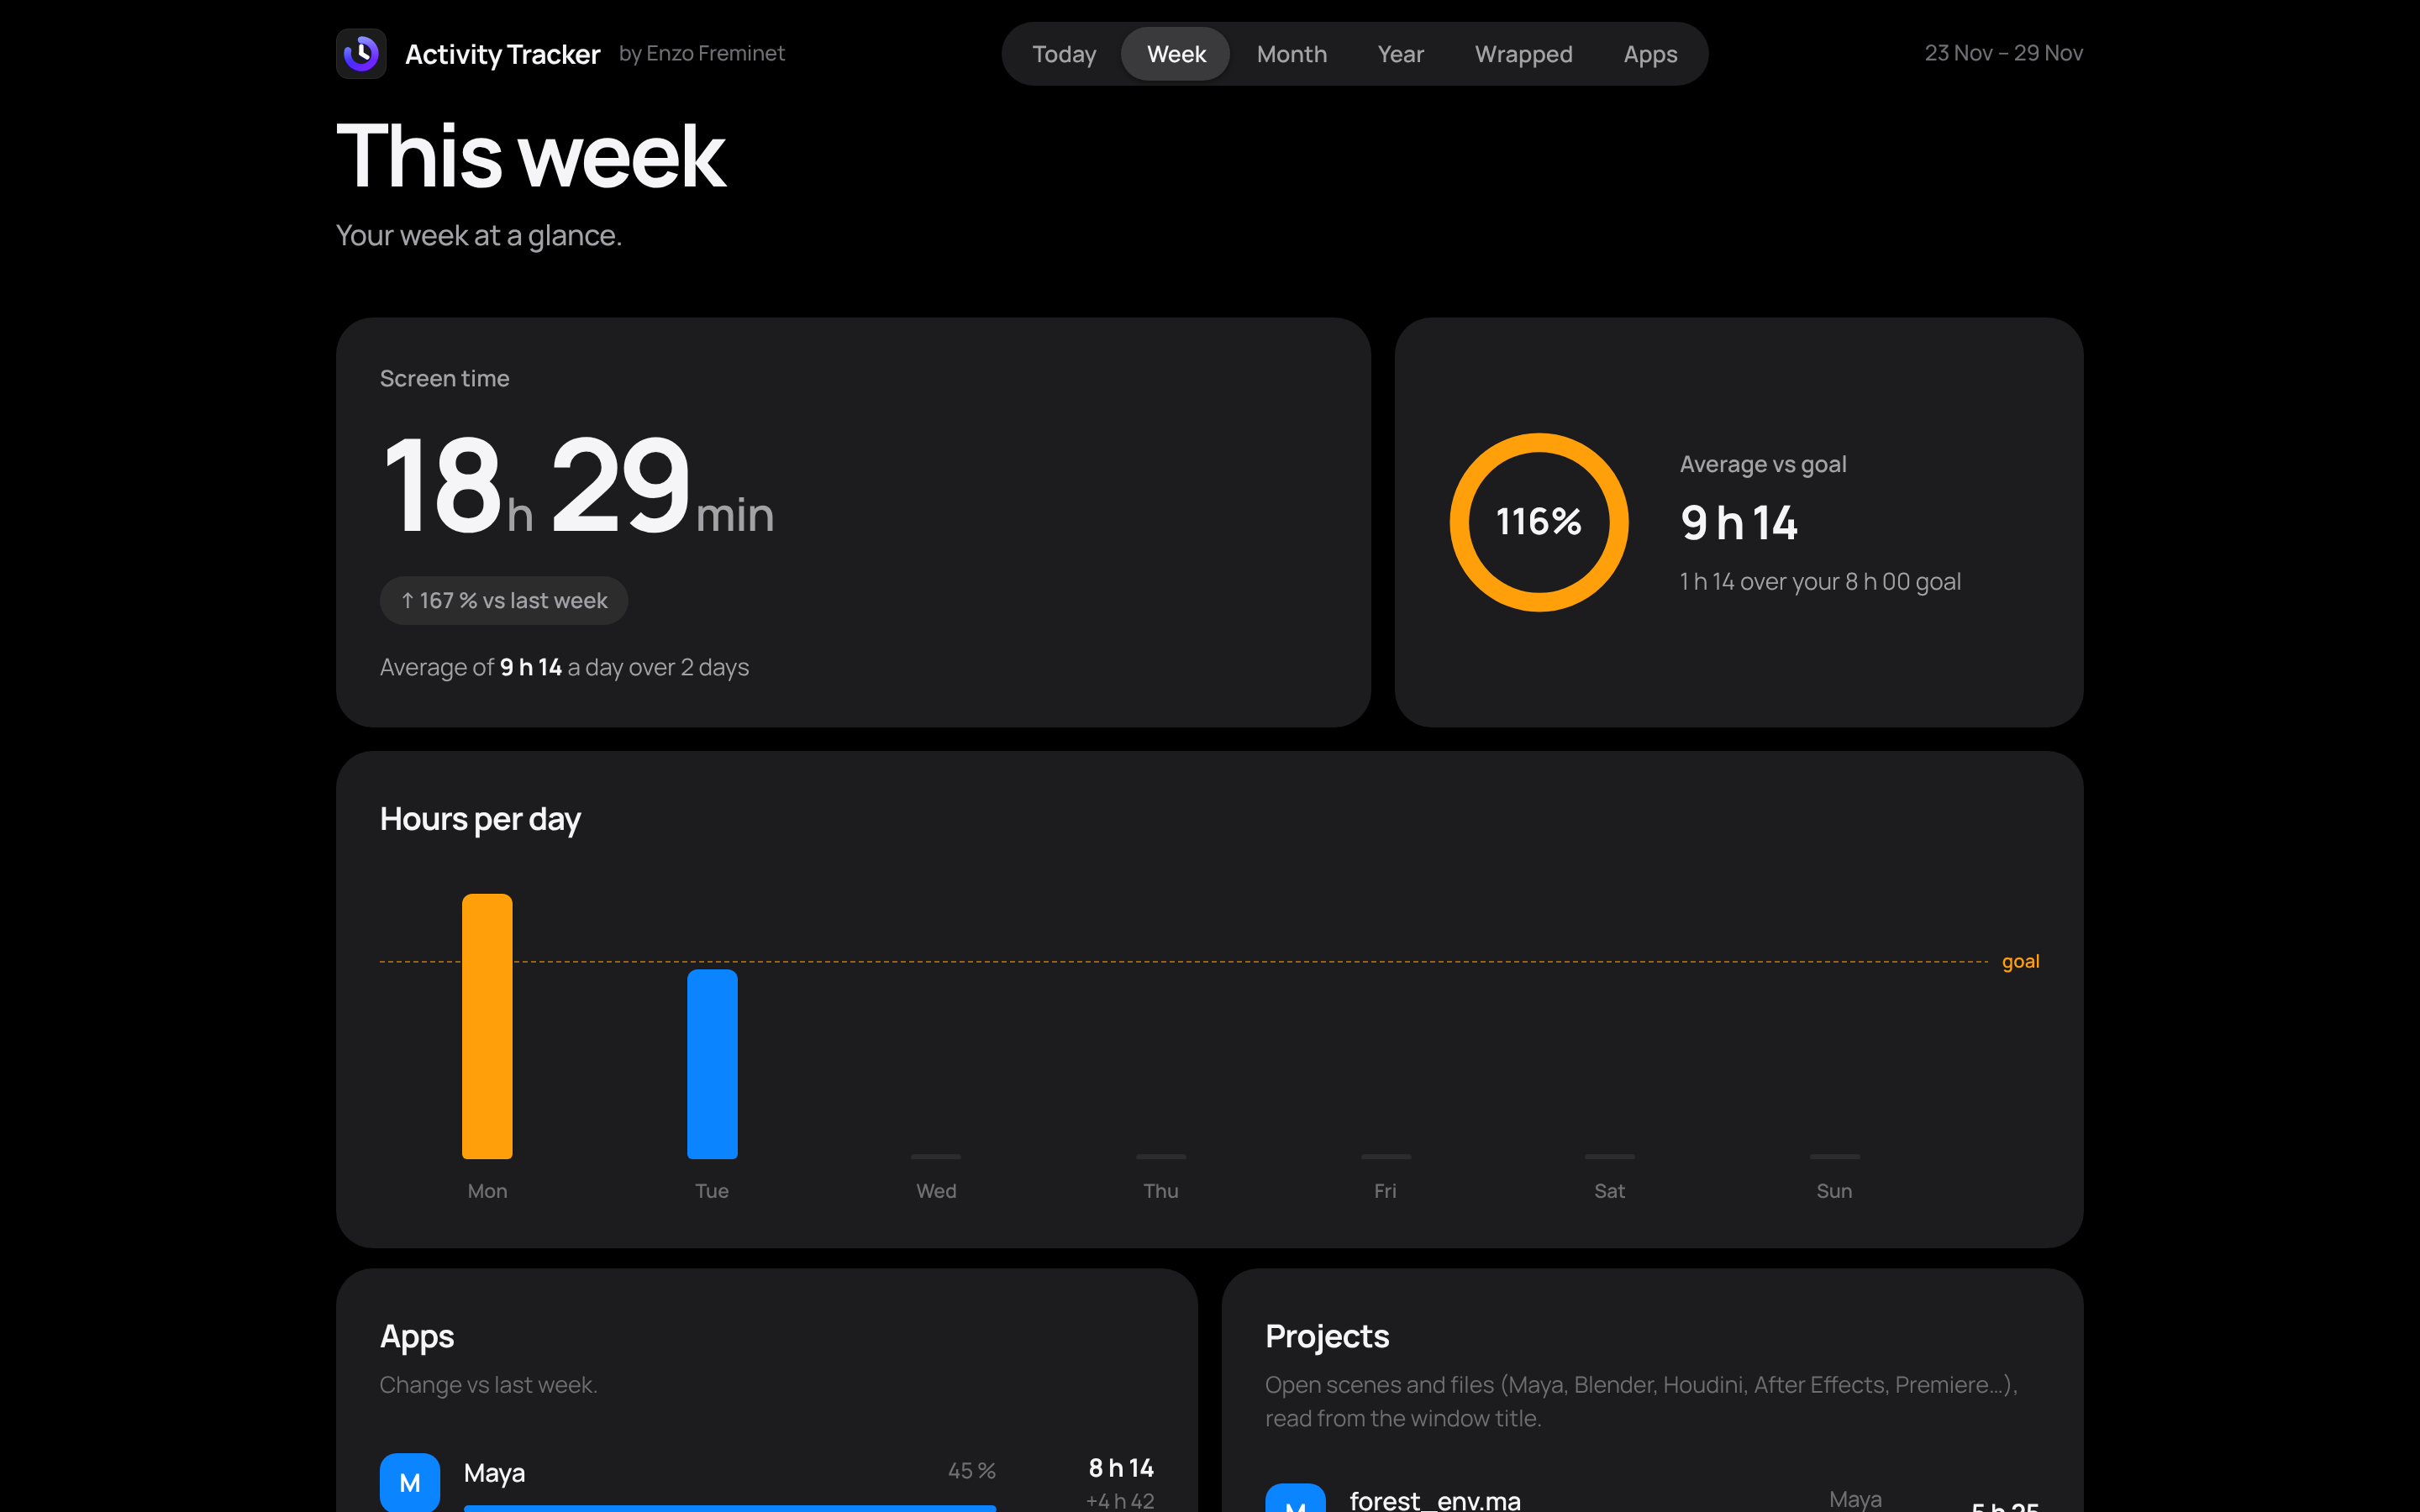 Activity Tracker by Enzo Freminet
Today Week Month Year Wrapped Apps
23 Nov – 29 Nov
This week
Your week at a glance.
Screen time
18h 29min
↑ 167 % vs last week
Average of 9 h 14 a day over 2 days
116%
Average vs goal
9 h 14
1 h 14 over your 8 h 00 goal
Hours per day
goal
Mon Tue Wed Thu Fri Sat Sun
Apps
Change vs last week.
M Maya 45 % 8 h 14
+4 h 42
Projects
Open scenes and files (Maya, Blender, Houdini, After Effects, Premiere…),
read from the window title.
M forest_env.ma Maya 5 h 25